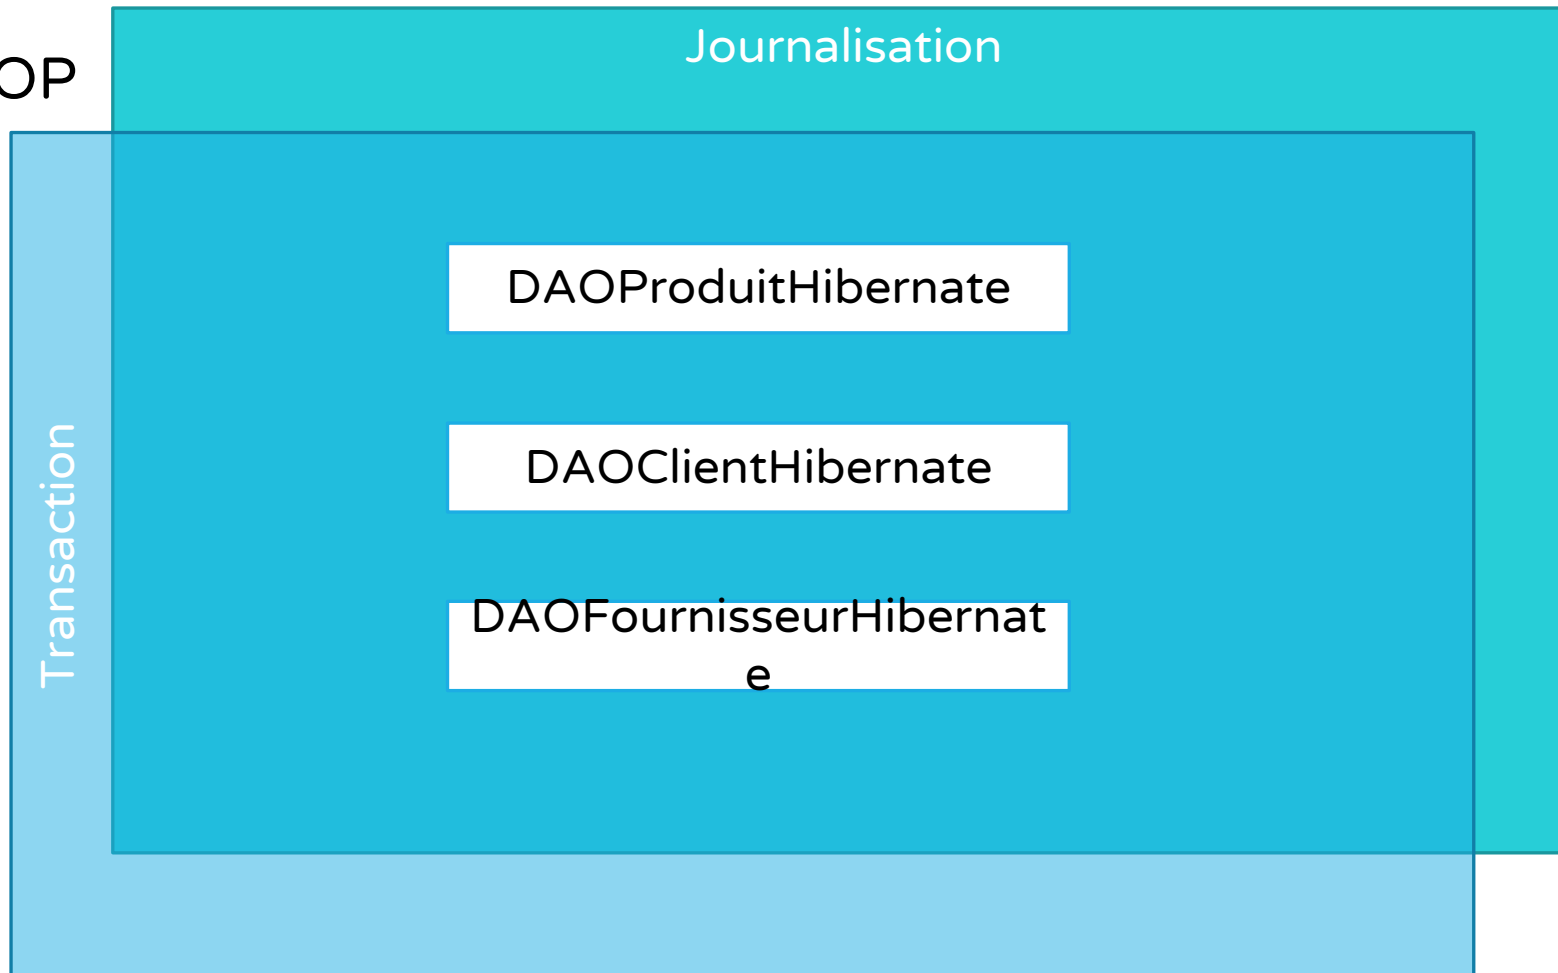 Journalisation
OP
DAOProduitHibernate
DAOClientHibernate
Transaction
DAOFournisseurHibernat
e